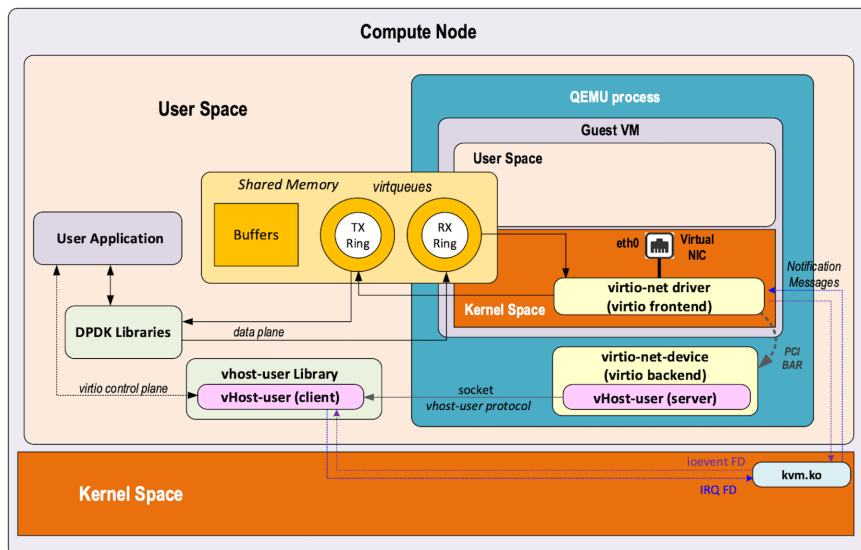 Compute Node
User Space
QEMU process
Guest VM
User Space
Shared Memory
virtqueues
Buffers
TX
Ring
RX
Ring
User Application
eth0
Virtual
NIC
virtio-net driver
(virtio frontend)
Kernel Space
Notification
Messages
DPDK Libraries
data plane
PCI
BAR
virtio-net-device
(virtio backend)
vHost-user (server)
vhost-user Library
vHost-user (client)
virtio control plane
socket
vhost-user protocol
ioevent FD
kvm.ko
IRQ FD
Kernel Space